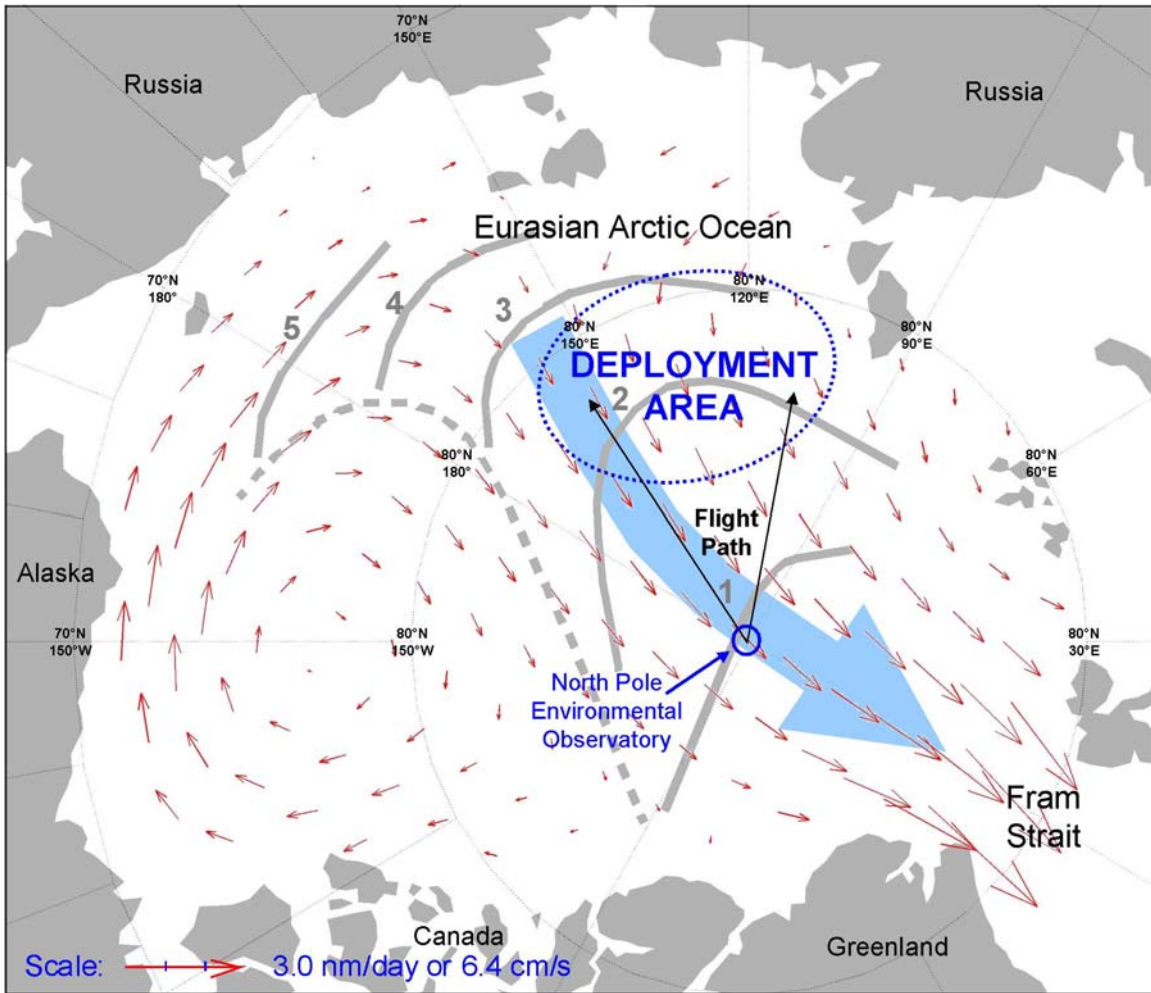 70°N
150°E
Russia
Russia
Eurasian Arctic Ocean
70°N
180°
5
4
3
80°N
120°E
80°N
150°E
80°N
90°E
DEPLOYMENT
AREA
2
80°N
180°
80°N
60°E
Flight
Path
Alaska
1
70°N
150°W
80°N
150°W
80°N
30°E
North Pole
Environmental
Observatory
Fram
Strait
Canada
Greenland
Scale:
3.0 nm/day or 6.4 cm/s